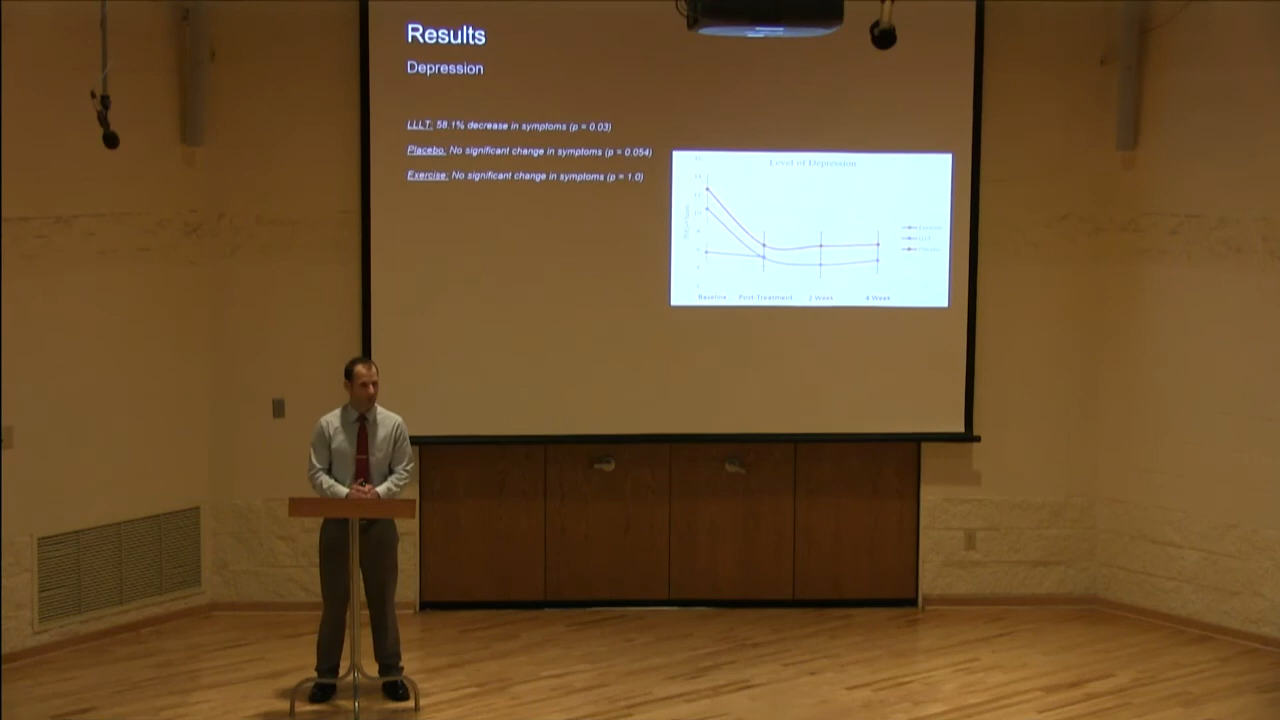 Results
Depression
LLLT: 58.1% decrease in symptoms (p = 0.03)
Placebo: No significant change in symptoms (p = 0.054)
Exercise: No significant change in symptoms (p = 1.0)
Level of Depression
Baseline Post-Treatment 2 Week 4 Week